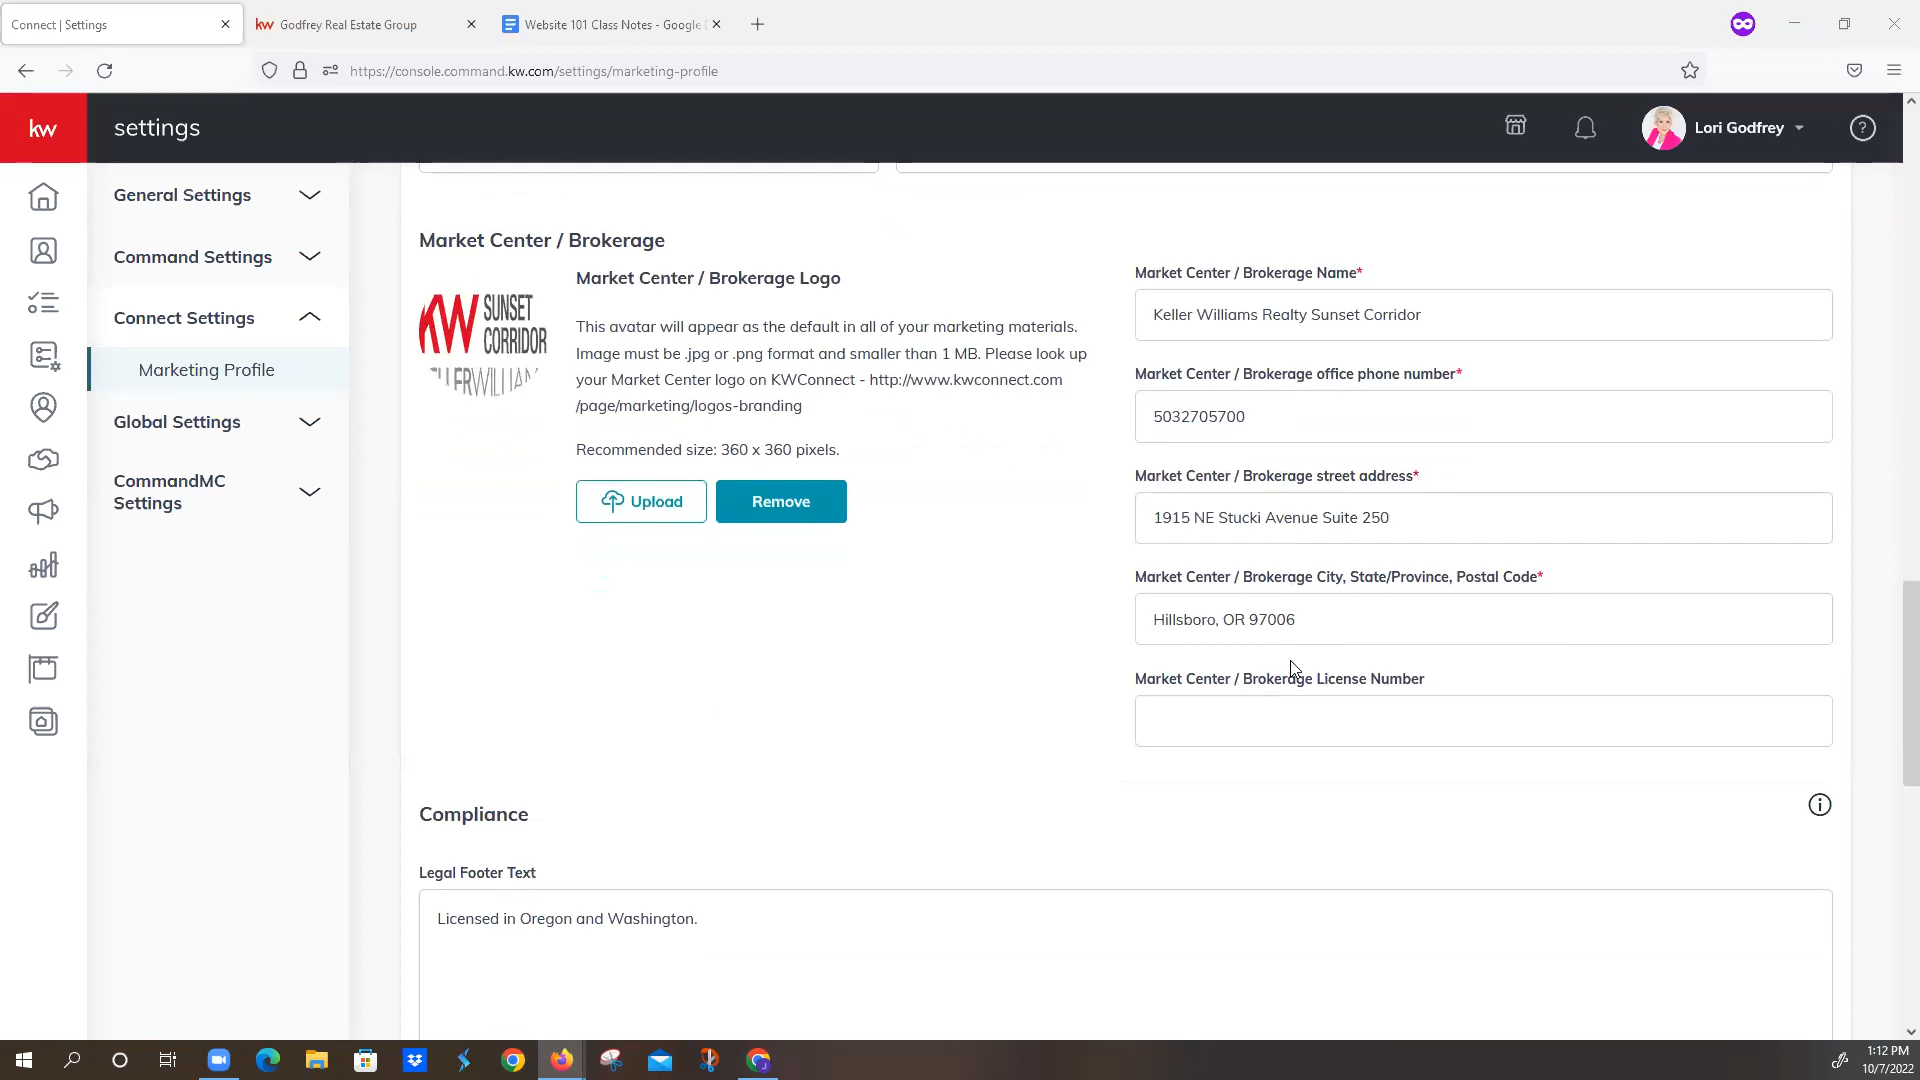 Connect | Settings
kw Godfrey Real Estate Group
Website 101 Class Notes - Google
https://console.command.kw.com/settings/marketing-profile
kw
settings
Lori Godfrey
General Settings
Command Settings
Connect Settings
Marketing Profile
Global Settings
CommandMC
Settings
Market Center / Brokerage
KW SUNSET
CORRIDOR
Market Center / Brokerage Logo
This avatar will appear as the default in all of your marketing materials.
Image must be .jpg or .png format and smaller than 1 MB. Please look up
your Market Center logo on KWConnect - http://www.kwconnect.com
/page/marketing/logos-branding
Recommended size: 360 x 360 pixels.
Upload
Remove
Market Center / Brokerage Name*
Keller Williams Realty Sunset Corridor
Market Center / Brokerage office phone number*
5032705700
Market Center / Brokerage street address*
1915 NE Stucki Avenue Suite 250
Market Center / Brokerage City, State/Province, Postal Code*
Hillsboro, OR 97006
Market Center / Brokerage License Number
Compliance
Legal Footer Text
Licensed in Oregon and Washington.
1:12 PM
10/7/2022